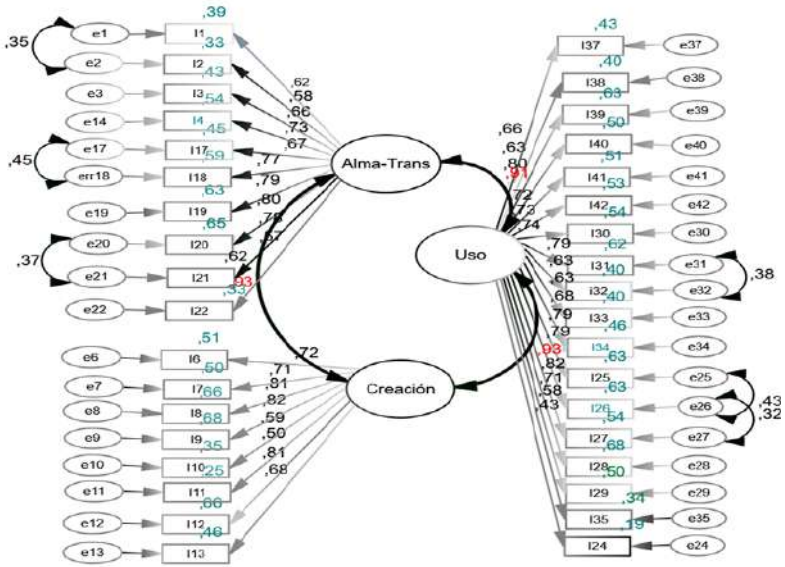 ,39
e1 I1
,35
,33
e2 I2
,43
e3 I3
,54
e14 I4
,45
e17 I17
,45
,59
err18 I18
,63
e19 I19
,65
e20 I20
,37
e21 I21
,33
e22 I22
,62
,58
,66
,73
,67
,77
,79
,80
,57
,62
,93
Alma-Trans
,51
e6 I6
,50
e7 I7
,66
e8 I8
,68
e9 I9
,35
e10 I10
,25
e11 I11
,66
e12 I12
,46
e13 I13
,72
,71
,81
,82
,59
,50
,81
,68
Creación
Uso
,66
,63
,80
,91
,72
,73
,74
,79
,63
,63
,68
,79
,79
,93
,82
,71
,58
,43
,43
I37 e37
,40
I38 e38
,63
I39 e39
,50
I40 e40
,51
I41 e41
,53
I42 e42
,54
I30 e30
,62
I31 e31
,38
,40
I32 e32
,40
I33 e33
,46
I34 e34
,63
I25 e25
,63
I26 e26
,43
,32
,54
I27 e27
,68
I28 e28
,50
I29 e29
,34
I35 e35
,19
I24 e24